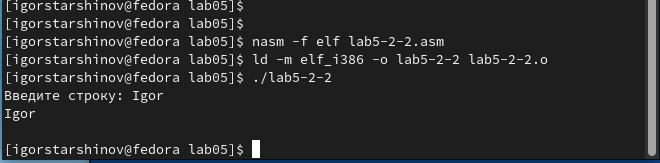 [igorstarshinov@fedora lab05]$
[igorstarshinov@fedora lab05]$
[igorstarshinov@fedora lab05]$ nasm -f elf lab5-2-2.asm
[igorstarshinov@fedora lab05]$ ld -m elf_i386 -o lab5-2-2 lab5-2-2.o
[igorstarshinov@fedora lab05]$ ./lab5-2-2
Введите строку: Igor
Igor
[igorstarshinov@fedora lab05]$